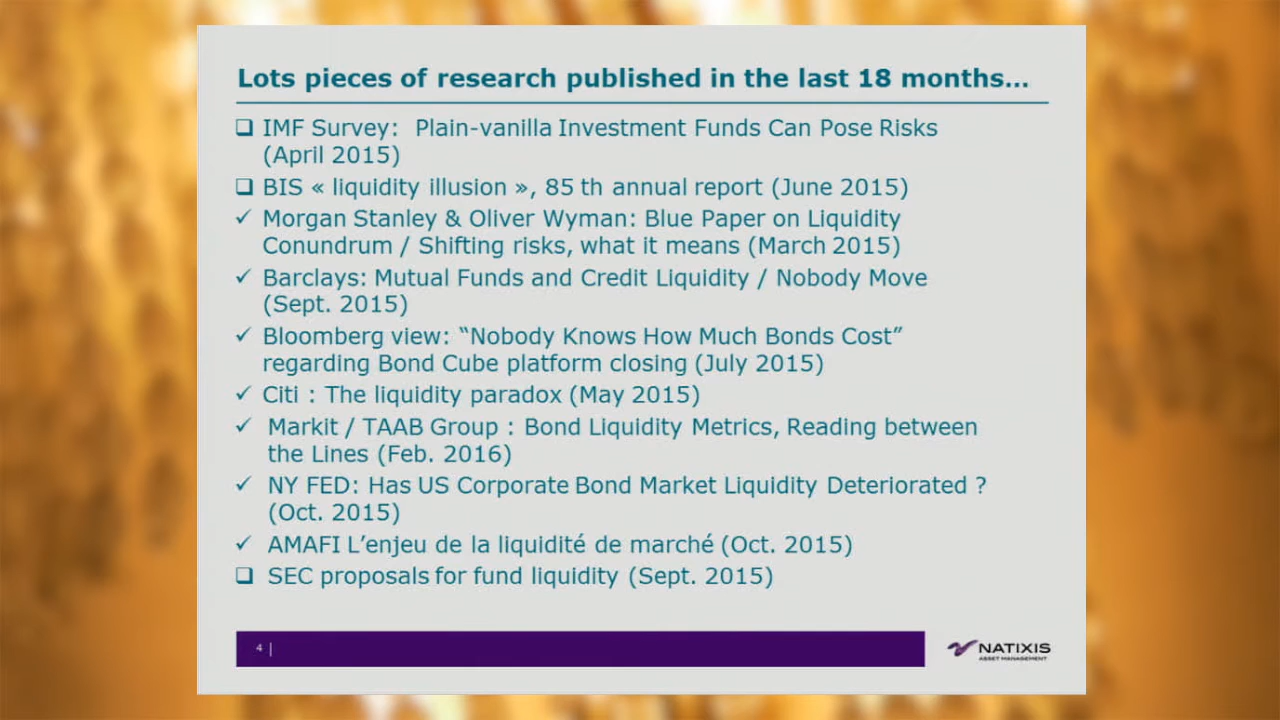 Lots pieces of research published in the last 18 months...
❑ IMF Survey: Plain-vanilla Investment Funds Can Pose Risks
(April 2015)
❑ BIS « liquidity illusion », 85 th annual report (June 2015)
✓ Morgan Stanley & Oliver Wyman: Blue Paper on Liquidity
Conundrum / Shifting risks, what it means (March 2015)
✓ Barclays: Mutual Funds and Credit Liquidity / Nobody Move
(Sept. 2015)
✓ Bloomberg view: “Nobody Knows How Much Bonds Cost”
regarding Bond Cube platform closing (July 2015)
✓ Citi : The liquidity paradox (May 2015)
✓ Markit / TAAB Group : Bond Liquidity Metrics, Reading between
the Lines (Feb. 2016)
✓ NY FED: Has US Corporate Bond Market Liquidity Deteriorated ?
(Oct. 2015)
✓ AMAFI L’enjeu de la liquidité de marché (Oct. 2015)
❑ SEC proposals for fund liquidity (Sept. 2015)
4 |
NATIXIS
ASSET MANAGEMENT